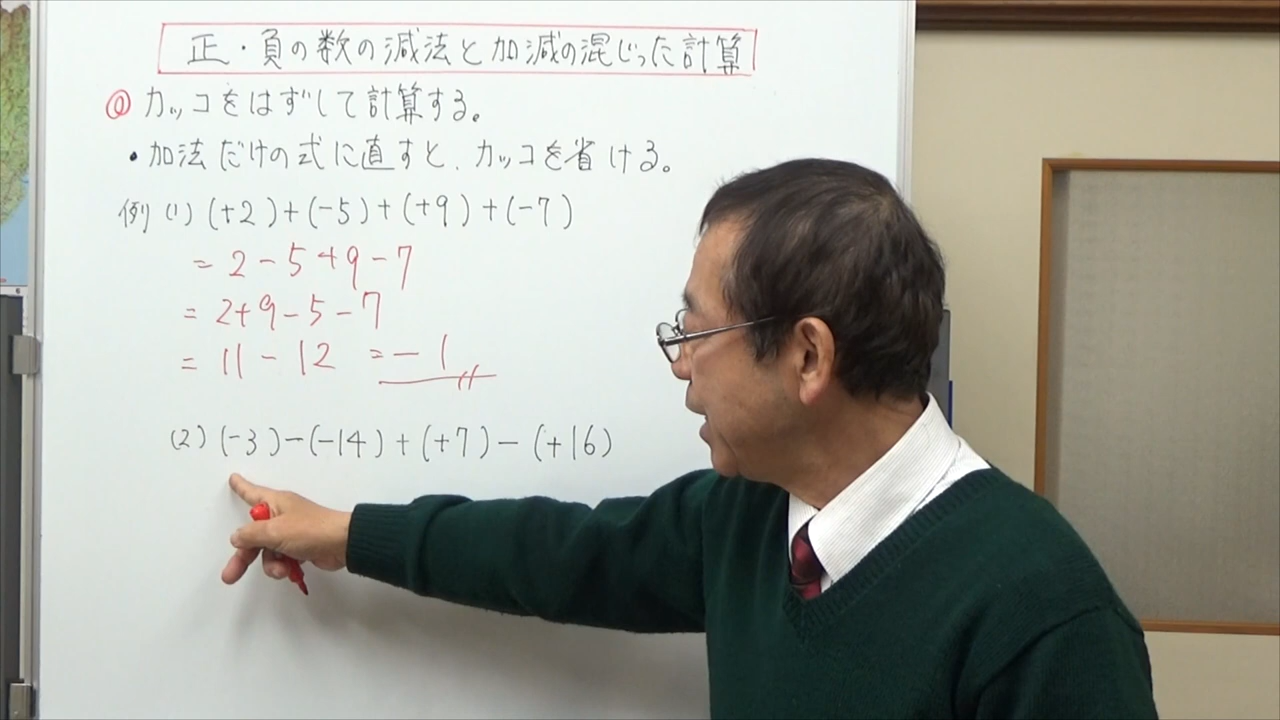 正・負の数の減法と加減の混じった計算
◎ カッコをはずして計算する。
・加法だけの式に直すと、カッコを省ける。
例 (1) (+2)+(-5)+(+9)+(-7)
= 2-5+9-7
= 2+9-5-7
= 11-12 =-1
(2) (-3)-(-14)+(+7)-(+16)